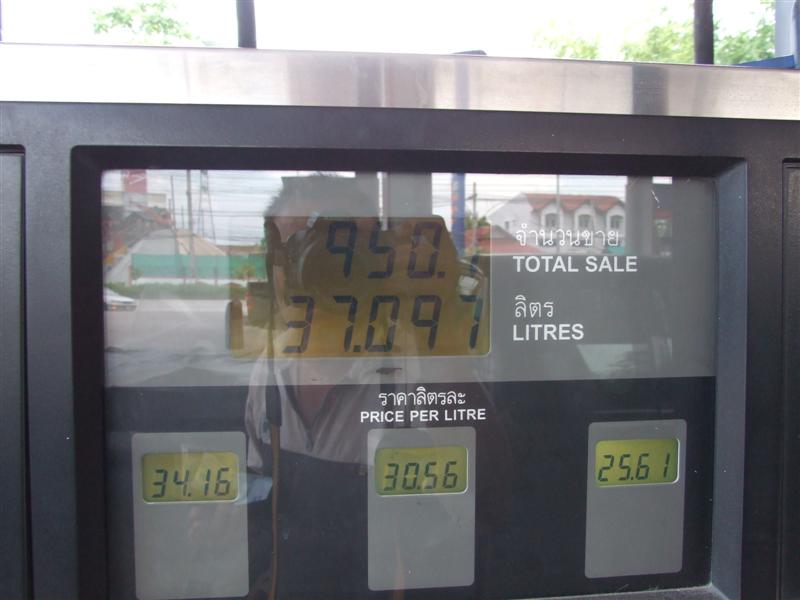 950.1
จำนวนขาย
TOTAL SALE
37.097
ลิตร
LITRES
ราคาลิตรละ
PRICE PER LITRE
34.16
30.56
25.61